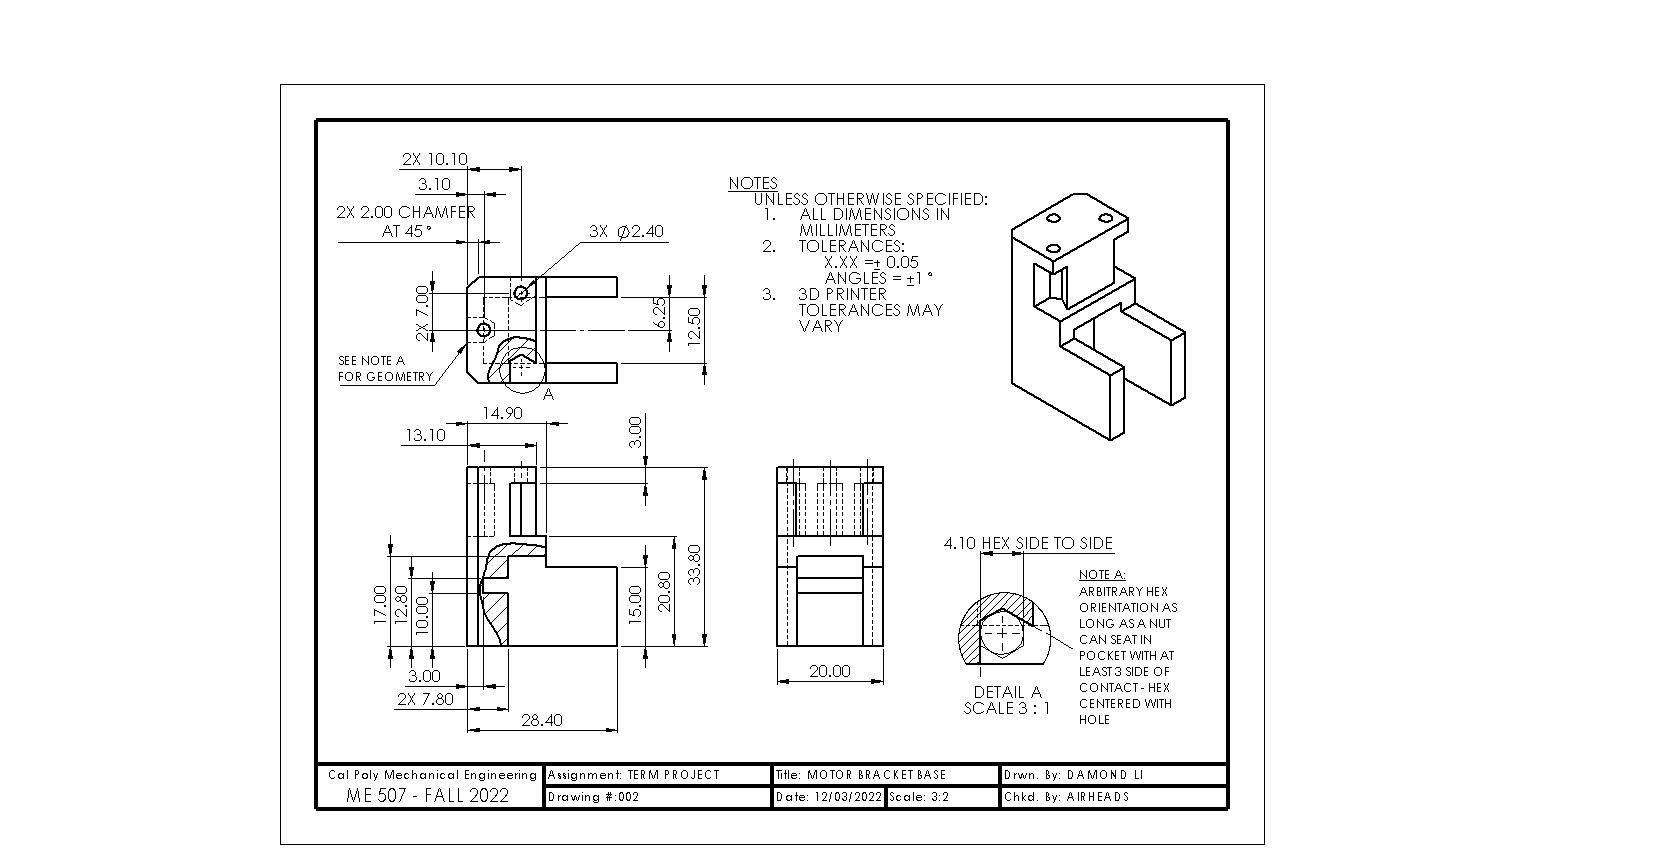 2X 10.10
3.10
2X 2.00 CHAMFER
AT 45°
3X Ø2.40
2X 7.00
6.25
12.50
SEE NOTE A
FOR GEOMETRY
A
NOTES
UNLESS OTHERWISE SPECIFIED:
1. ALL DIMENSIONS IN
MILLIMETERS
2. TOLERANCES:
X.XX =± 0.05
ANGLES = ±1°
3. 3D PRINTER
TOLERANCES MAY
VARY
14.90
13.10
3.00
17.00
12.80
10.00
15.00
20.80
33.80
3.00
2X 7.80
28.40
20.00
4.10 HEX SIDE TO SIDE
DETAIL A
SCALE 3 : 1
NOTE A:
ARBITRARY HEX
ORIENTATION AS
LONG AS A NUT
CAN SEAT IN
POCKET WITH AT
LEAST 3 SIDE OF
CONTACT - HEX
CENTERED WITH
HOLE
Cal Poly Mechanical Engineering
ME 507 - FALL 2022
Assignment: TERM PROJECT
Drawing #:002
Title: MOTOR BRACKET BASE
Date: 12/03/2022
Scale: 3:2
Drwn. By: DAMOND LI
Chkd. By: AIRHEADS